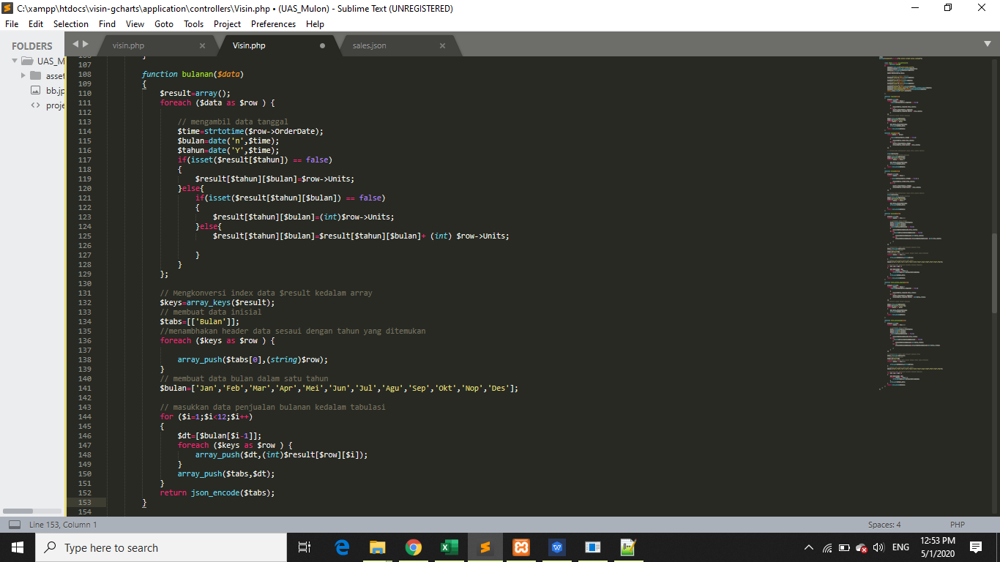 C:\xampp\htdocs\visin-gcharts\application\controllers\Visin.php • (UAS_Mulon) - Sublime Text (UNREGISTERED)
File Edit Selection Find View Goto Tools Project Preferences Help
FOLDERS
UAS_M
asset
bb.jp
proje
visin.php
Visin.php
sales.json
107
108 function bulanan($data)
109 {
110 $result=array();
111 foreach ($data as $row ) {
112
113 // mengambil data tanggal
114 $time=strtotime($row->OrderDate);
115 $bulan=date('n',$time);
116 $tahun=date('Y',$time);
117 if(isset($result[$tahun]) == false)
118 {
119 $result[$tahun][$bulan]=$row->Units;
120 }else{
121 if(isset($result[$tahun][$bulan]) == false)
122 {
123 $result[$tahun][$bulan]=(int)$row->Units;
124 }else{
125 $result[$tahun][$bulan]=$result[$tahun][$bulan]+ (int) $row->Units;
126
127 }
128 }
129 };
130
131 // Mengkonversi index data $result kedalam array
132 $keys=array_keys($result);
133 // membuat data inisial
134 $tabs=[['Bulan']];
135 //menambhakan header data sesaui dengan tahun yang ditemukan
136 foreach ($keys as $row ) {
137
138 array_push($tabs[0],(string)$row);
139 }
140 // membuat data bulan dalam satu tahun
141 $bulan=['Jan','Feb','Mar','Apr','Mei','Jun','Jul','Agu','Sep','Okt','Nop','Des'];
142
143 // masukkan data penjualan bulanan kedalam tabulasi
144 for ($i=1;$i<12;$i++)
145 {
146 $dt=[$bulan[$i-1]];
147 foreach ($keys as $row ) {
148 array_push($dt,(int)$result[$row][$i]);
149 }
150 array_push($tabs,$dt);
151 }
152 return json_encode($tabs);
153 }
154
Line 153, Column 1
Spaces: 4
PHP
Type here to search
ENG
12:53 PM
5/1/2020